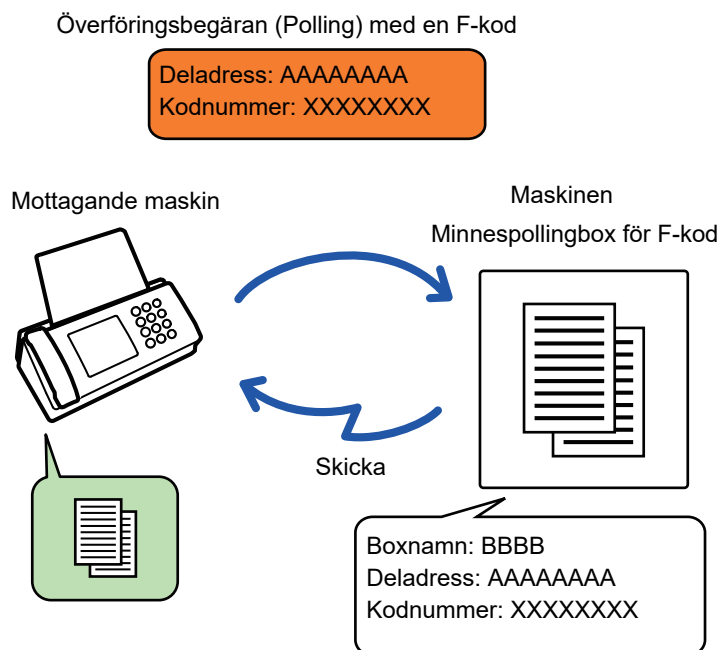 Överföringsbegäran (Polling) med en F-kod
Deladress: AAAAAAAA
Kodnummer: XXXXXXXX
Mottagande maskin
Maskinen
Minnespollingbox för F-kod
Skicka
Boxnamn: BBBB
Deladress: AAAAAAAA
Kodnummer: XXXXXXXX